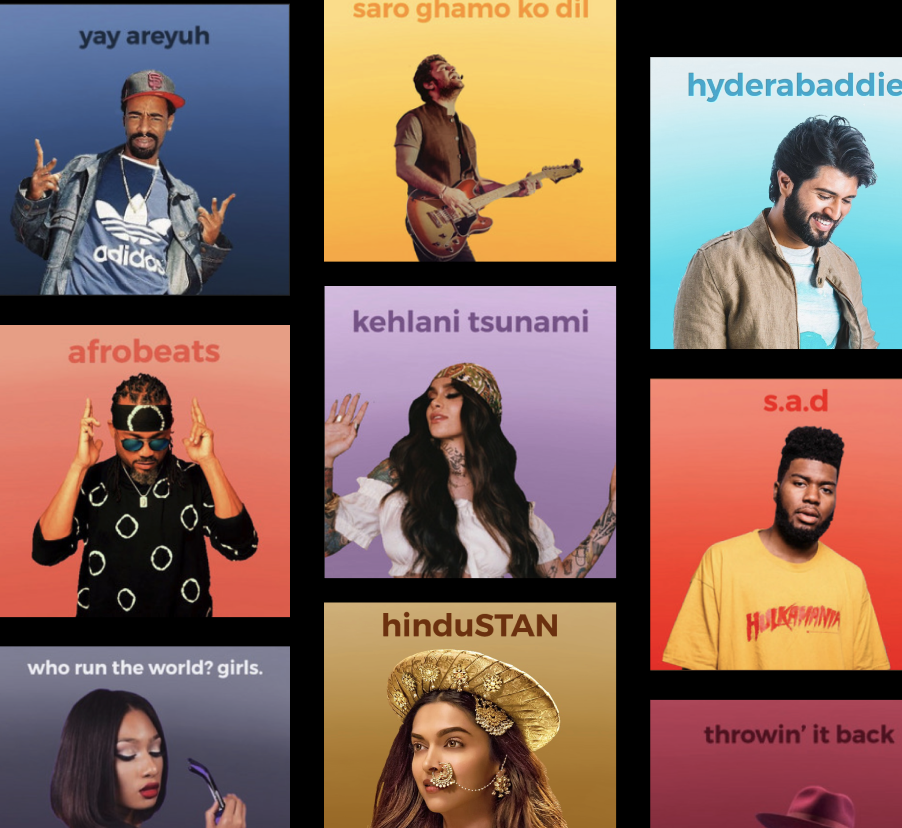 yay areyuh
adidas
saro ghamo ko dil
hyderabaddie
afrobeats
kehlani tsunami
s.a.d
HULKAMANIA
who run the world? girls.
hinduSTAN
throwin' it back